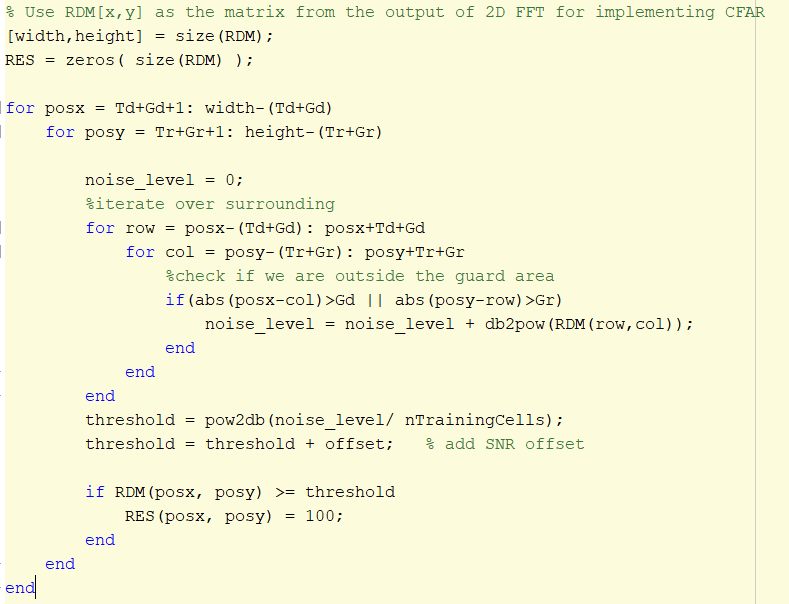 % Use RDM[x,y] as the matrix from the output of 2D FFT for implementing CFAR
[width,height] = size(RDM);
RES = zeros( size(RDM) );
for posx = Td+Gd+1: width-(Td+Gd)
for posy = Tr+Gr+1: height-(Tr+Gr)
noise_level = 0;
%iterate over surrounding
for row = posx-(Td+Gd): posx+Td+Gd
for col = posy-(Tr+Gr): posy+Tr+Gr
%check if we are outside the guard area
if(abs(posx-col)>Gd || abs(posy-row)>Gr)
noise_level = noise_level + db2pow(RDM(row,col));
end
end
end
threshold = pow2db(noise_level/ nTrainingCells);
threshold = threshold + offset;   % add SNR offset
if RDM(posx, posy) >= threshold
RES(posx, posy) = 100;
end
end
end